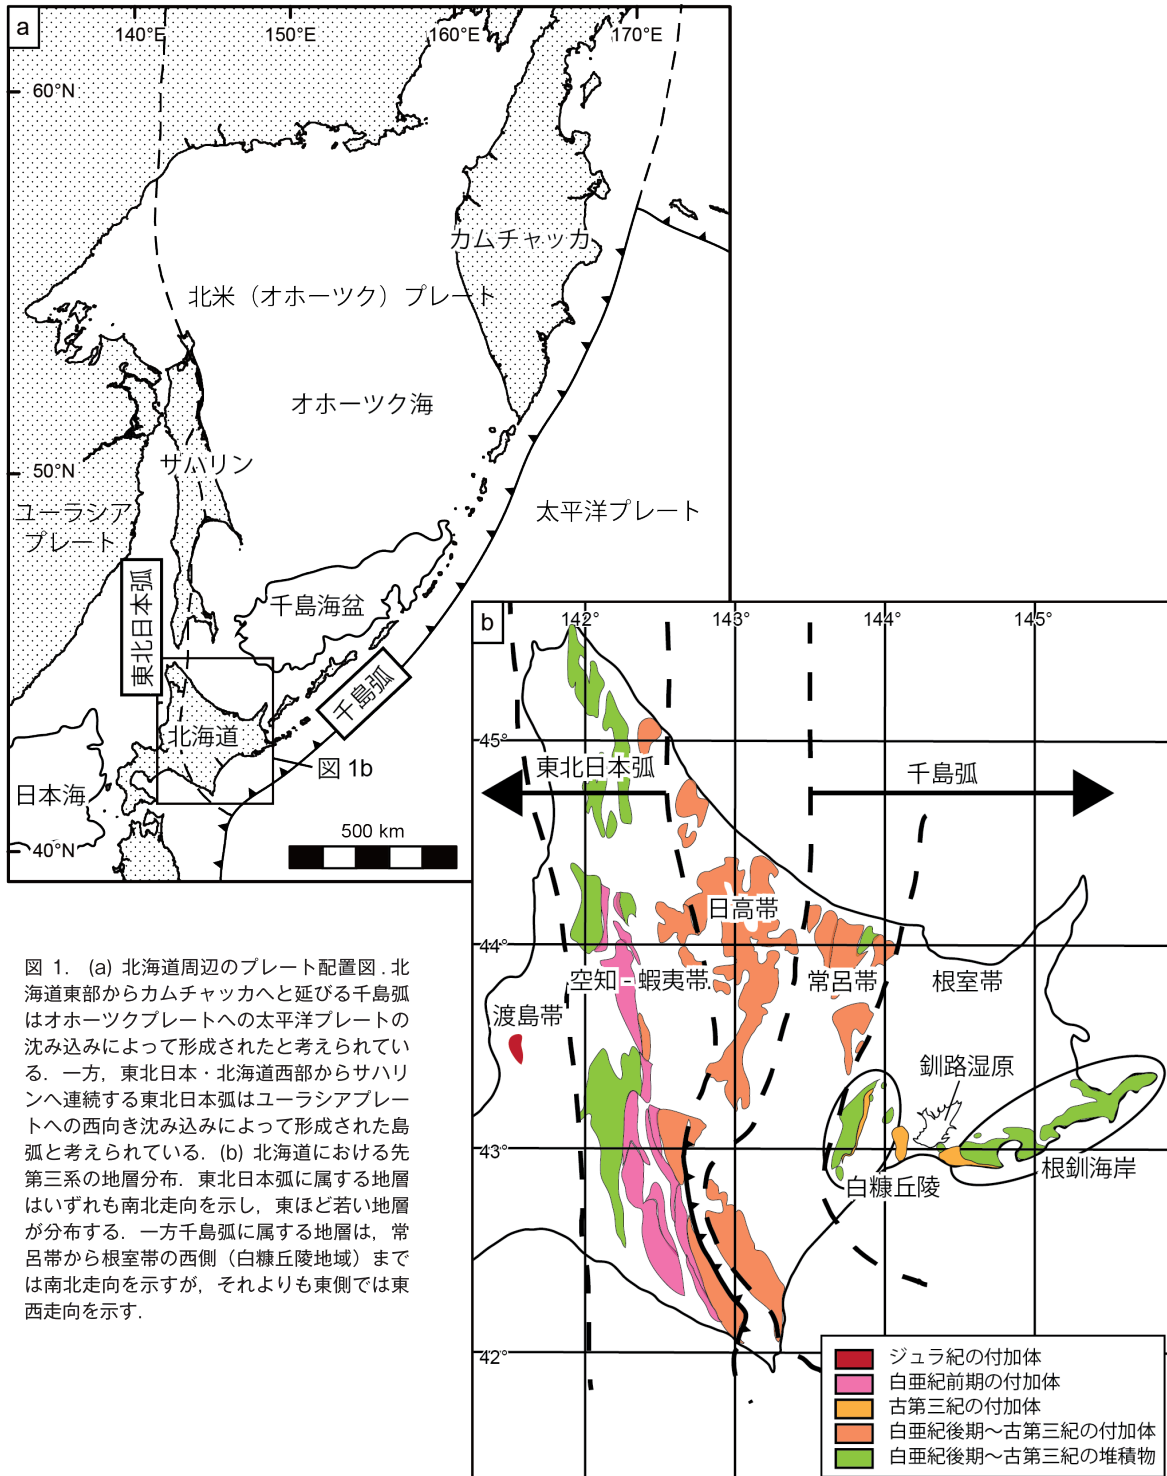 a
140°E
150°E
160°E
170°E
60°N
カムチャッカ
北米（オホーツク）プレート
オホーツク海
サハリン
50°N
ユーラシア
プレート
太平洋プレート
東北日本弧
千島海盆
千島弧
北海道
図 1b
日本海
500 km
40°N
b
142°
143°
144°
145°
45°
東北日本弧
千島弧
日高帯
44°
空知 - 蝦夷帯
常呂帯
根室帯
渡島帯
釧路湿原
43°
白糠丘陵
根釧海岸
42°
ジュラ紀の付加体
白亜紀前期の付加体
古第三紀の付加体
白亜紀後期～古第三紀の付加体
白亜紀後期～古第三紀の堆積物
図 1. (a) 北海道周辺のプレート配置図．北
海道東部からカムチャッカへと延びる千島弧
はオホーツクプレートへの太平洋プレートの
沈み込みによって形成されたと考えられてい
る．一方，東北日本・北海道西部からサハリ
ンへ連続する東北日本弧はユーラシアプレー
トへの西向き沈み込みによって形成された島
弧と考えられている．(b) 北海道における先
第三系の地層分布．東北日本弧に属する地層
はいずれも南北走向を示し，東ほど若い地層
が分布する．一方千島弧に属する地層は，常
呂帯から根室帯の西側（白糠丘陵地域）まで
は南北走向を示すが，それよりも東側では東
西走向を示す．